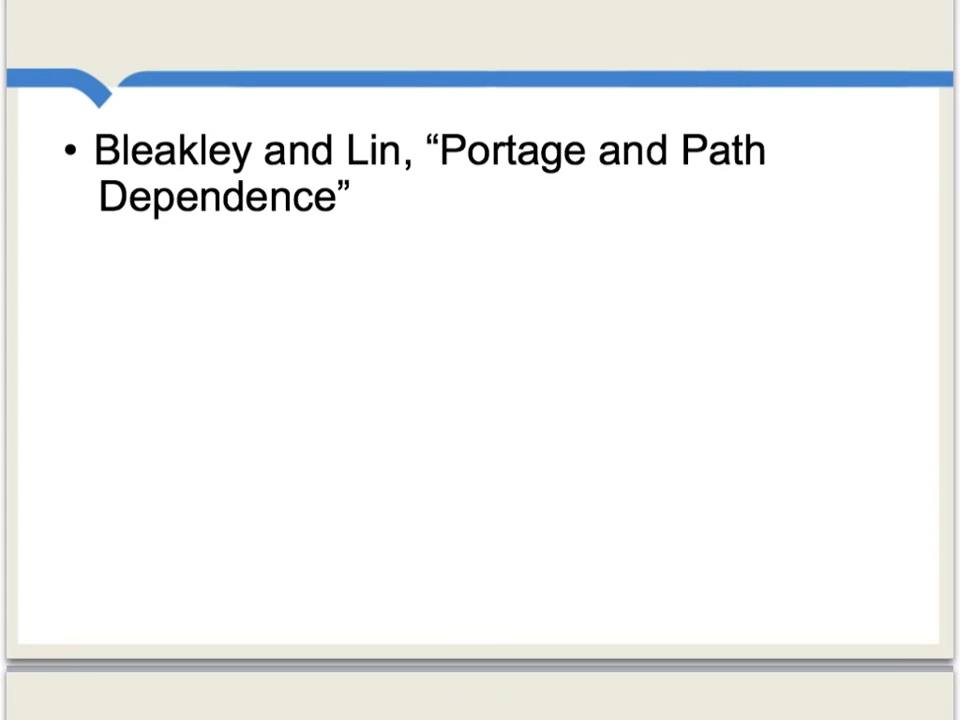 • Bleakley and Lin, “Portage and Path
Dependence”